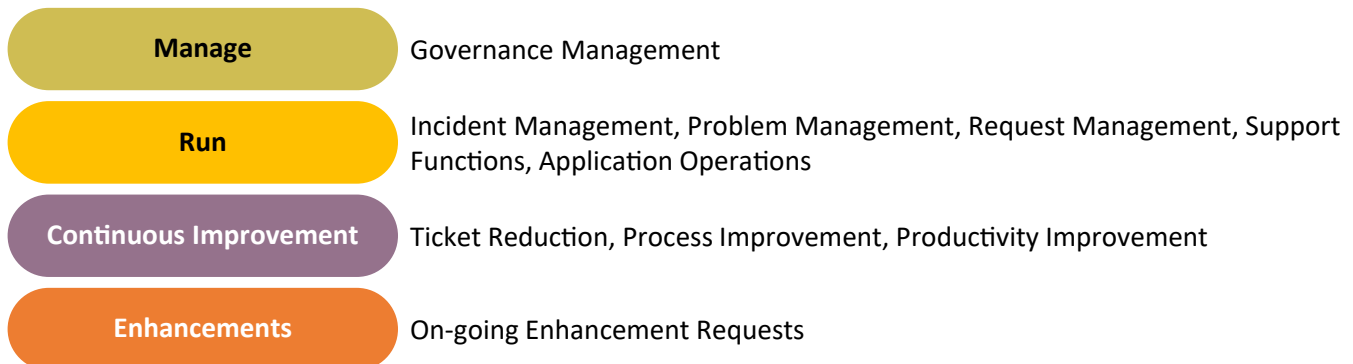 Manage
Governance Management
Run
Incident Management, Problem Management, Request Management, Support
Functions, Application Operations
Continuous Improvement
Ticket Reduction, Process Improvement, Productivity Improvement
Enhancements
On-going Enhancement Requests